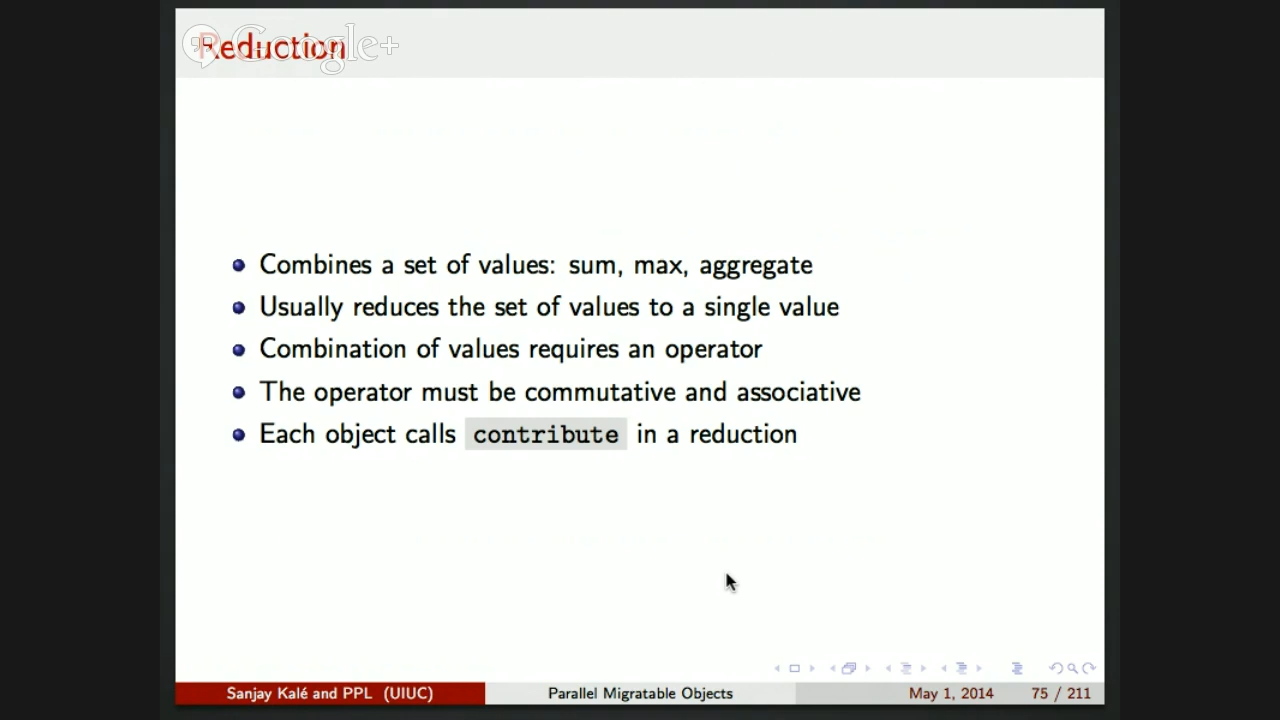 Reduction
Google+
Combines a set of values: sum, max, aggregate
Usually reduces the set of values to a single value
Combination of values requires an operator
The operator must be commutative and associative
Each object calls contribute in a reduction
Sanjay Kalé and PPL (UIUC) Parallel Migratable Objects May 1, 2014 75 / 211